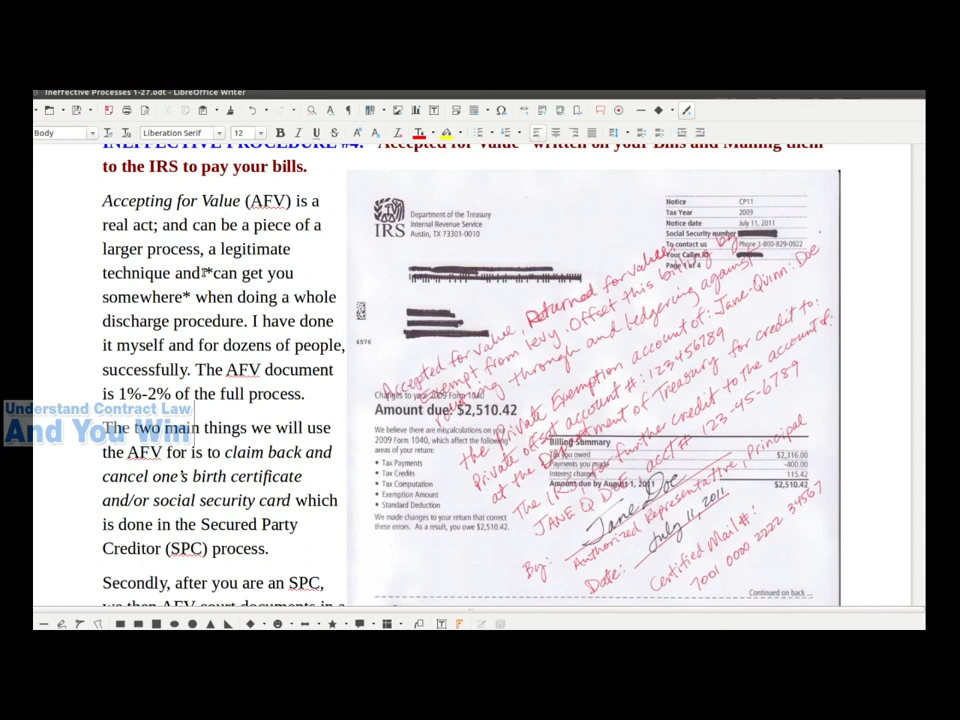 Ineffective Processes 1-27.odt - LibreOffice Writer
Body
Liberation Serif
12
INEFFECTIVE PROCEDURE #4: "Accepted for Value" written on your Bills and Mailing them
to the IRS to pay your bills.
Accepting for Value (AFV) is a
real act; and can be a piece of a
larger process, a legitimate
technique and *can get you
somewhere* when doing a whole
discharge procedure. I have done
it myself and for dozens of people,
successfully. The AFV document
is 1%-2% of the full process.
The two main things we will use
the AFV for is to claim back and
cancel one's birth certificate
and/or social security card which
is done in the Secured Party
Creditor (SPC) process.
Secondly, after you are an SPC,
we then AFV court documents in a
Understand Contract Law
And You Win
IRS
Department of the Treasury
Internal Revenue Service
Austin, TX 73301-0010
Notice CP11
Tax Year 2009
Notice date July 11, 2011
Social Security number
To contact us Phone 1-800-829-0922
Your Caller ID
Page 1 of 4
4576
Changes to your 2009 Form 1040
Amount due: $2,510.42
We believe there are miscalculations on your
2009 Form 1040, which affect the following
areas of your return:
• Tax Payments
• Tax Credits
• Tax Computation
• Exemption Amount
• Standard Deduction
We made changes to your return that correct
these errors. As a result, you owe $2,510.42.
Billing Summary
Tax you owed $2,316.00
Payments you made -400.00
Interest charges 115.42
Amount due by August 1, 2011 $2,510.42
Continued on back ...
Accepted for value, Returned for value.
Exempt from levy. Offset this billing by
routing through and ledgering against
the private Exemption account of: Jane-Quinn: Doe
Private offset account #: 123456789
at the Department of Treasury for credit to:
The IRS, for further credit to the account of:
JANE Q DOE acct # 123-45-6789
By: Jane Doe
Authorized Representative, Principal
Date: July 11, 2011
Certified Mail #:
7001 0000 2222 34567